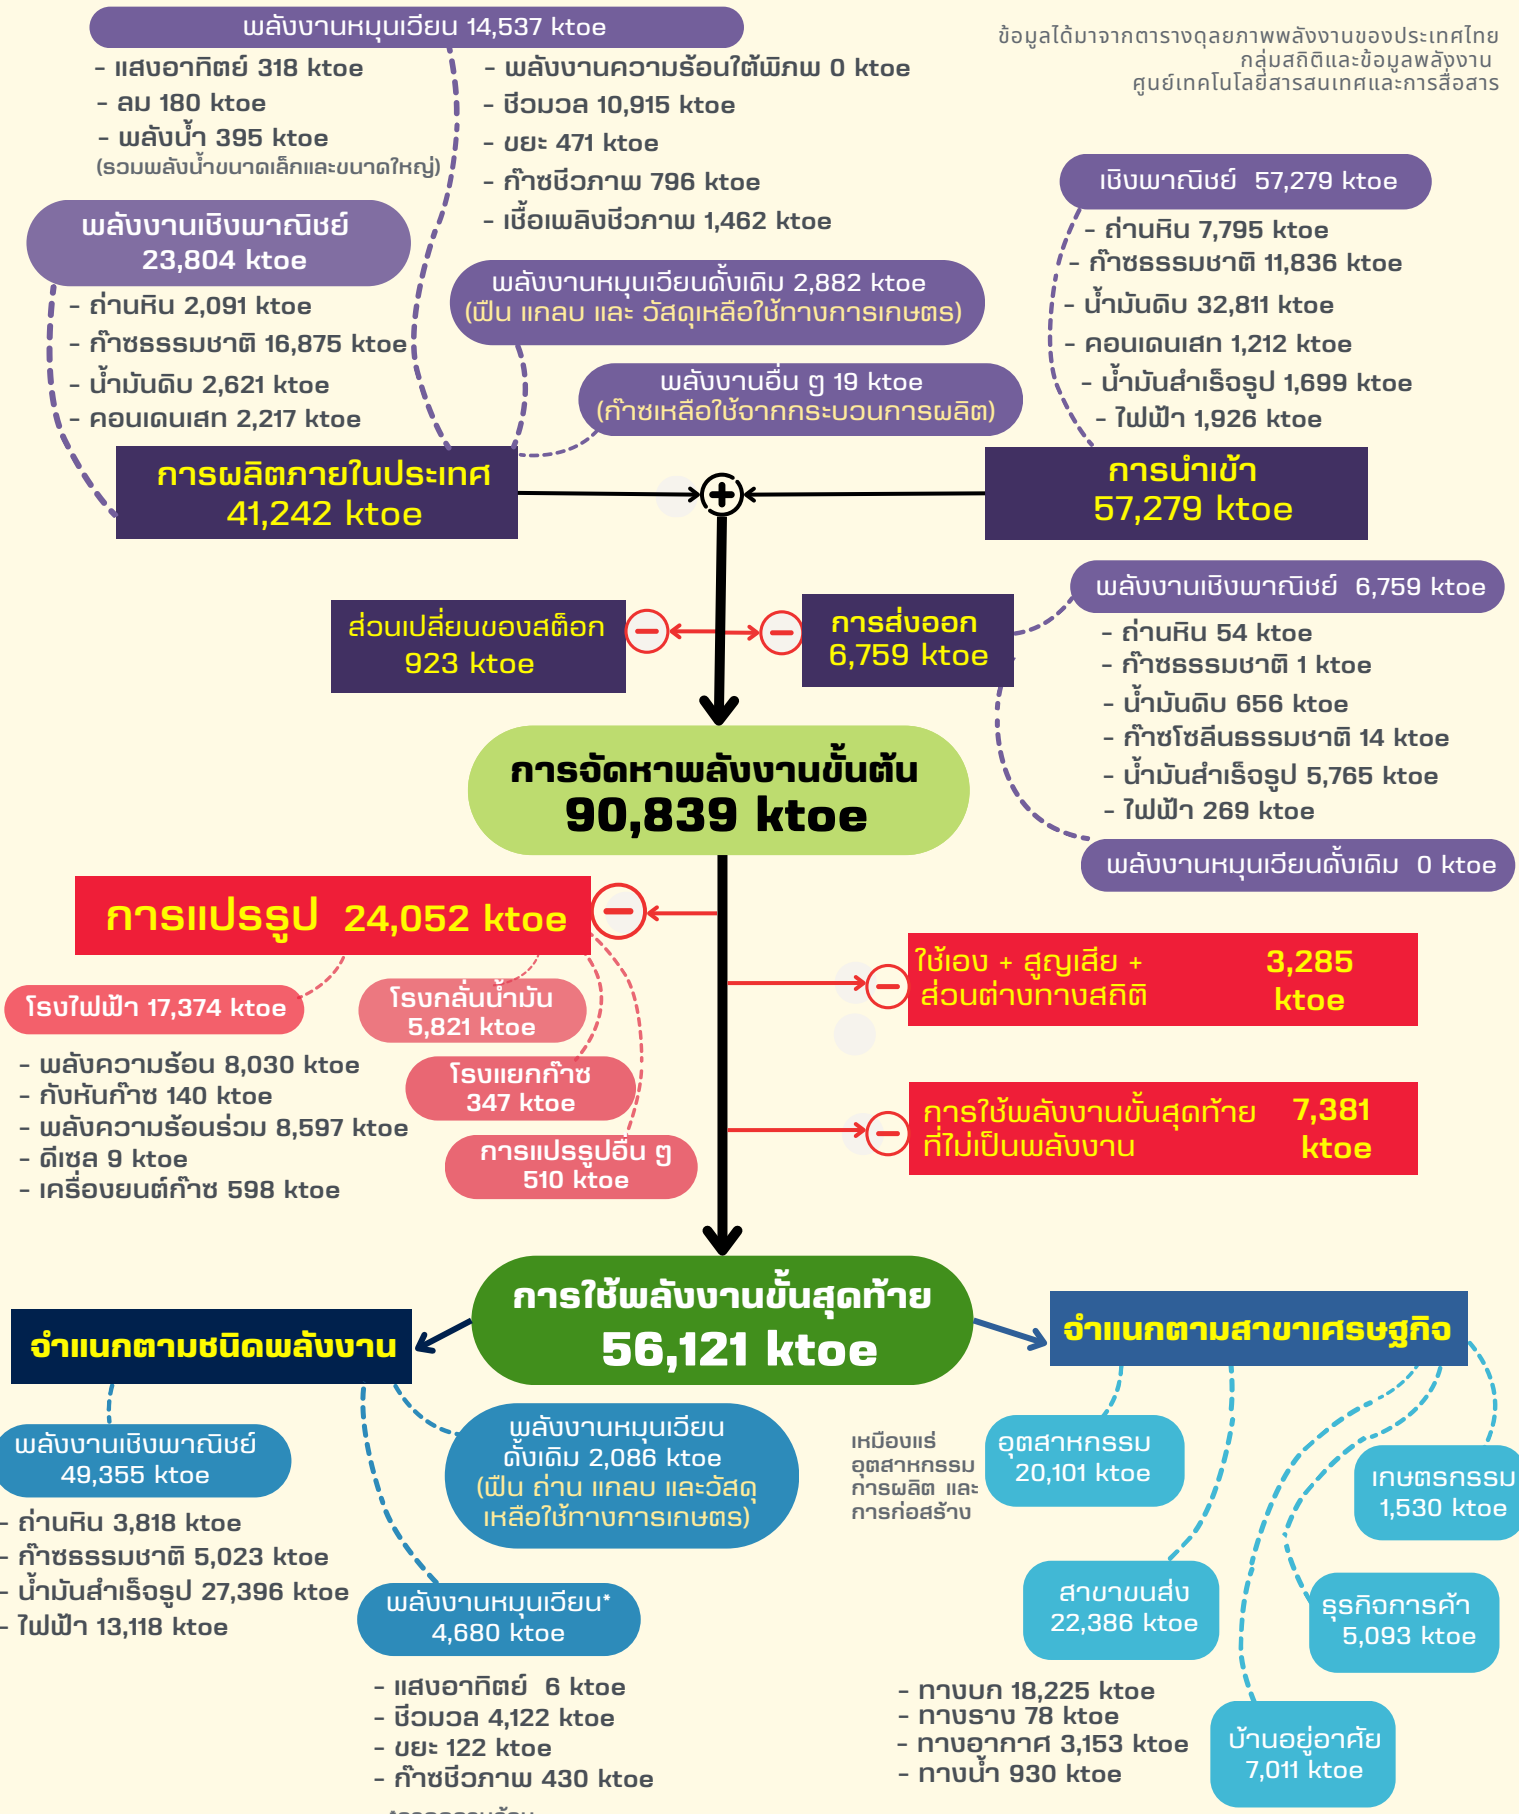 พลังงานหมุนเวียน 14,537 ktoe
- แสงอาทิตย์ 318 ktoe
- ลม 180 ktoe
- พลังน้ำ 395 ktoe
(รวมพลังน้ำขนาดเล็กและขนาดใหญ่)
- พลังงานความร้อนใต้พิภพ 0 ktoe
- ชีวมวล 10,915 ktoe
- ขยะ 471 ktoe
- ก๊าซชีวภาพ 796 ktoe
- เชื้อเพลิงชีวภาพ 1,462 ktoe
ข้อมูลได้มาจากตารางดุลยภาพพลังงานของประเทศไทย
กลุ่มสถิติและข้อมูลพลังงาน
ศูนย์เทคโนโลยีสารสนเทศและการสื่อสาร
พลังงานเชิงพาณิชย์
23,804 ktoe
- ถ่านหิน 2,091 ktoe
- ก๊าซธรรมชาติ 16,875 ktoe
- น้ำมันดิบ 2,621 ktoe
- คอนเดนเสท 2,217 ktoe
พลังงานหมุนเวียนดั้งเดิม 2,882 ktoe
(ฟืน แกลบ และ วัสดุเหลือใช้ทางการเกษตร)
พลังงานอื่น ๆ 19 ktoe
(ก๊าซเหลือใช้จากกระบวนการผลิต)
เชิงพาณิชย์ 57,279 ktoe
- ถ่านหิน 7,795 ktoe
- ก๊าซธรรมชาติ 11,836 ktoe
- น้ำมันดิบ 32,811 ktoe
- คอนเดนเสท 1,212 ktoe
- น้ำมันสำเร็จรูป 1,699 ktoe
- ไฟฟ้า 1,926 ktoe
การผลิตภายในประเทศ
41,242 ktoe
การนำเข้า
57,279 ktoe
ส่วนเปลี่ยนของสต็อก
923 ktoe
การส่งออก
6,759 ktoe
พลังงานเชิงพาณิชย์ 6,759 ktoe
- ถ่านหิน 54 ktoe
- ก๊าซธรรมชาติ 1 ktoe
- น้ำมันดิบ 656 ktoe
- ก๊าซโซลีนธรรมชาติ 14 ktoe
- น้ำมันสำเร็จรูป 5,765 ktoe
- ไฟฟ้า 269 ktoe
พลังงานหมุนเวียนดั้งเดิม 0 ktoe
การจัดหาพลังงานขั้นต้น
90,839 ktoe
การแปรรูป 24,052 ktoe
โรงไฟฟ้า 17,374 ktoe
- พลังความร้อน 8,030 ktoe
- กังหันก๊าซ 140 ktoe
- พลังความร้อนร่วม 8,597 ktoe
- ดีเซล 9 ktoe
- เครื่องยนต์ก๊าซ 598 ktoe
โรงกลั่นน้ำมัน
5,821 ktoe
โรงแยกก๊าซ
347 ktoe
การแปรรูปอื่น ๆ
510 ktoe
ใช้เอง + สูญเสีย +
ส่วนต่างทางสถิติ
3,285
ktoe
การใช้พลังงานขั้นสุดท้าย
ที่ไม่เป็นพลังงาน
7,381
ktoe
การใช้พลังงานขั้นสุดท้าย
56,121 ktoe
จำแนกตามชนิดพลังงาน
พลังงานเชิงพาณิชย์
49,355 ktoe
- ถ่านหิน 3,818 ktoe
- ก๊าซธรรมชาติ 5,023 ktoe
- น้ำมันสำเร็จรูป 27,396 ktoe
- ไฟฟ้า 13,118 ktoe
พลังงานหมุนเวียน
ดั้งเดิม 2,086 ktoe
(ฟืน ถ่าน แกลบ และวัสดุ
เหลือใช้ทางการเกษตร)
พลังงานหมุนเวียน*
4,680 ktoe
- แสงอาทิตย์ 6 ktoe
- ชีวมวล 4,122 ktoe
- ขยะ 122 ktoe
- ก๊าซชีวภาพ 430 ktoe
จำแนกตามสาขาเศรษฐกิจ
เหมืองแร่
อุตสาหกรรม
การผลิต และ
การก่อสร้าง
อุตสาหกรรม
20,101 ktoe
เกษตรกรรม
1,530 ktoe
สาขาขนส่ง
22,386 ktoe
ธุรกิจการค้า
5,093 ktoe
- ทางบก 18,225 ktoe
- ทางราง 78 ktoe
- ทางอากาศ 3,153 ktoe
- ทางน้ำ 930 ktoe
บ้านอยู่อาศัย
7,011 ktoe